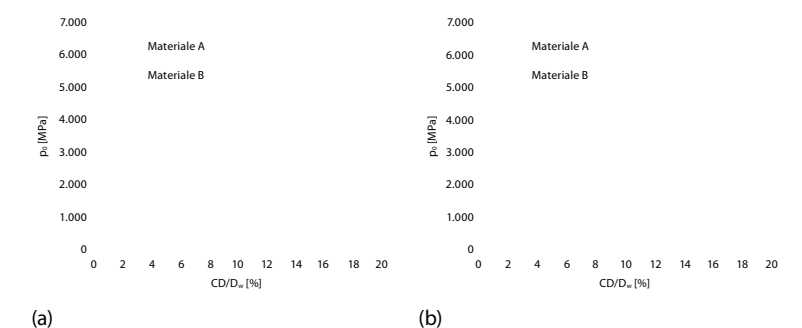 7.000
6.000
5.000
4.000
3.000
2.000
1.000
0
p₀ [MPa]
Materiale A
Materiale B
0 2 4 6 8 10 12 14 16 18 20
CD/Dw [%]
(a)
7.000
6.000
5.000
4.000
3.000
2.000
1.000
0
p₀ [MPa]
Materiale A
Materiale B
0 2 4 6 8 10 12 14 16 18 20
CD/Dw [%]
(b)